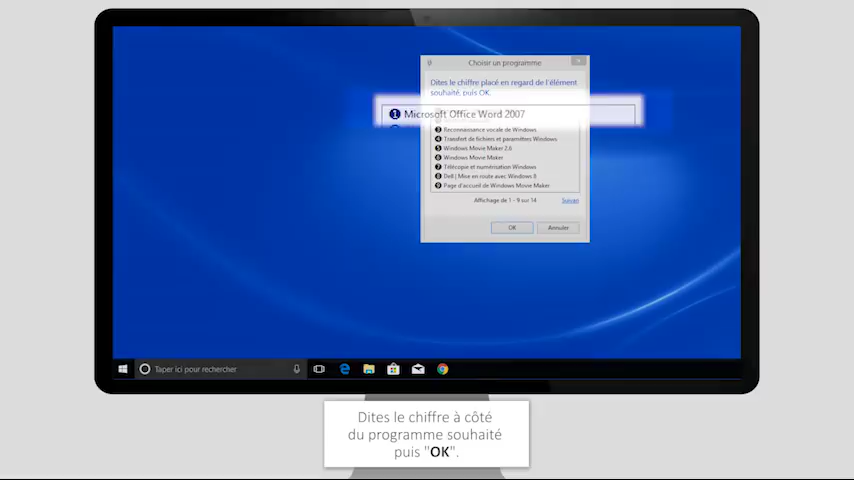 Choisir un programme
Dites le chiffre placé en regard de l'élément
souhaité, puis OK.
1 Microsoft Office Word 2007
3 Reconnaissance vocale de Windows
4 Transfert de fichiers et paramètres Windows
5 Windows Movie Maker 2.6
6 Windows Movie Maker
7 Télécopie et numérisation Windows
8 Dell | Mise en route avec Windows 8
9 Page d'accueil de Windows Movie Maker
Affichage de 1 - 9 sur 14
Suivant
OK
Annuler
Taper ici pour rechercher
Dites le chiffre à côté
du programme souhaité
puis "OK".